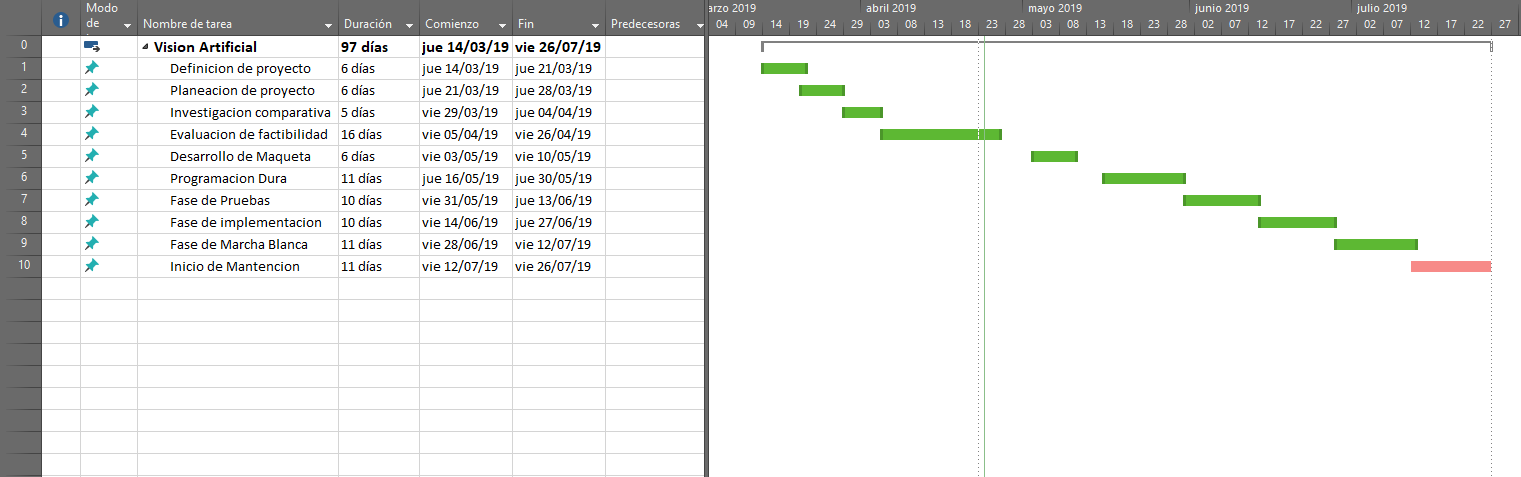 Modo de Nombre de tarea Duración Comienzo Fin Predecesoras
0 Vision Artificial 97 días jue 14/03/19 vie 26/07/19
1 Definicion de proyecto 6 días jue 14/03/19 jue 21/03/19
2 Planeacion de proyecto 6 días jue 21/03/19 jue 28/03/19
3 Investigacion comparativa 5 días vie 29/03/19 jue 04/04/19
4 Evaluacion de factibilidad 16 días vie 05/04/19 vie 26/04/19
5 Desarrollo de Maqueta 6 días vie 03/05/19 vie 10/05/19
6 Programacion Dura 11 días jue 16/05/19 jue 30/05/19
7 Fase de Pruebas 10 días vie 31/05/19 jue 13/06/19
8 Fase de implementacion 10 días vie 14/06/19 jue 27/06/19
9 Fase de Marcha Blanca 11 días vie 28/06/19 vie 12/07/19
10 Inicio de Mantencion 11 días vie 12/07/19 vie 26/07/19
arzo 2019 abril 2019 mayo 2019 junio 2019 julio 2019
04 09 14 19 24 29 03 08 13 18 23 28 03 08 13 18 23 28 02 07 12 17 22 27 02 07 12 17 22 27